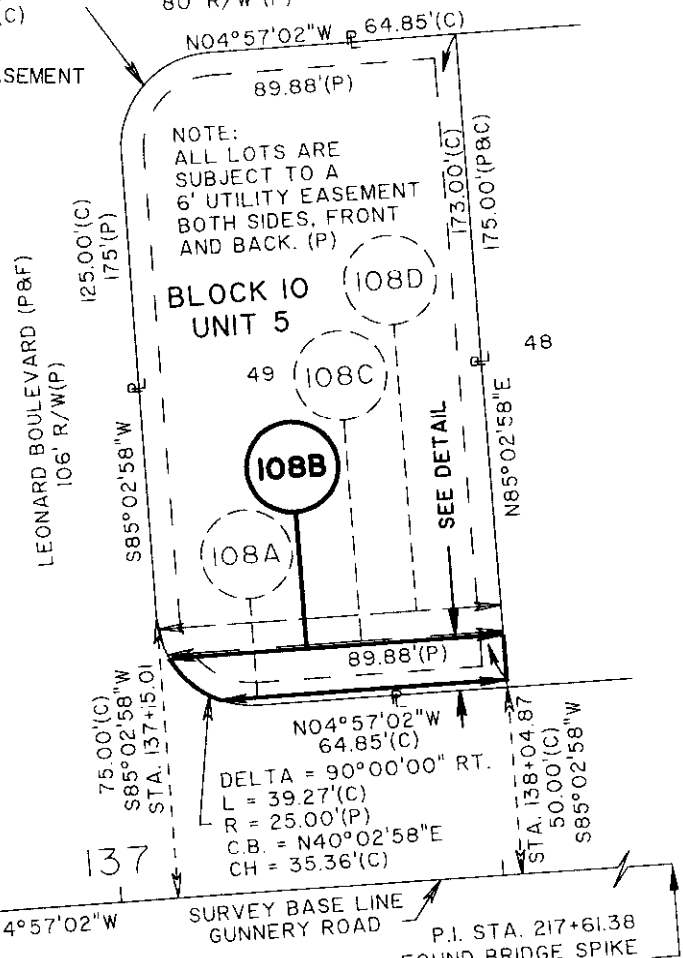 (C)
80' R/W (P)
N04°57'02"W ℙL 64.85'(C)
ASEMENT
89.88'(P)
NOTE:
ALL LOTS ARE
SUBJECT TO A
6' UTILITY EASEMENT
BOTH SIDES, FRONT
AND BACK. (P)
173.00'(C)
175.00'(P&C)
125.00'(C)
175'(P)
LEONARD BOULEVARD (P&F)
106' R/W(P)
BLOCK 10
UNIT 5
108D
49
108C
48
108B
108A
S85°02'58"W
SEE DETAIL
N85°02'58"E
89.88'(P)
N04°57'02"W
64.85'(C)
75.00'(C)
S85°02'58"W
STA. 137+15.01
DELTA = 90°00'00" RT.
L = 39.27'(C)
R = 25.00'(P)
C.B. = N40°02'58"E
CH = 35.36'(C)
STA. 138+04.87
50.00'(C)
S85°02'58"W
137
4°57'02"W
SURVEY BASE LINE
GUNNERY ROAD
P.I. STA. 217+61.38
FOUND BRIDGE SPIKE